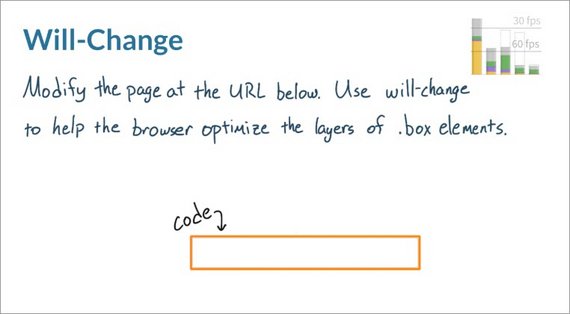 Will-Change
30 fps
60 fps
Modify the page at the URL below. Use will-change
to help the browser optimize the layers of .box elements.
code